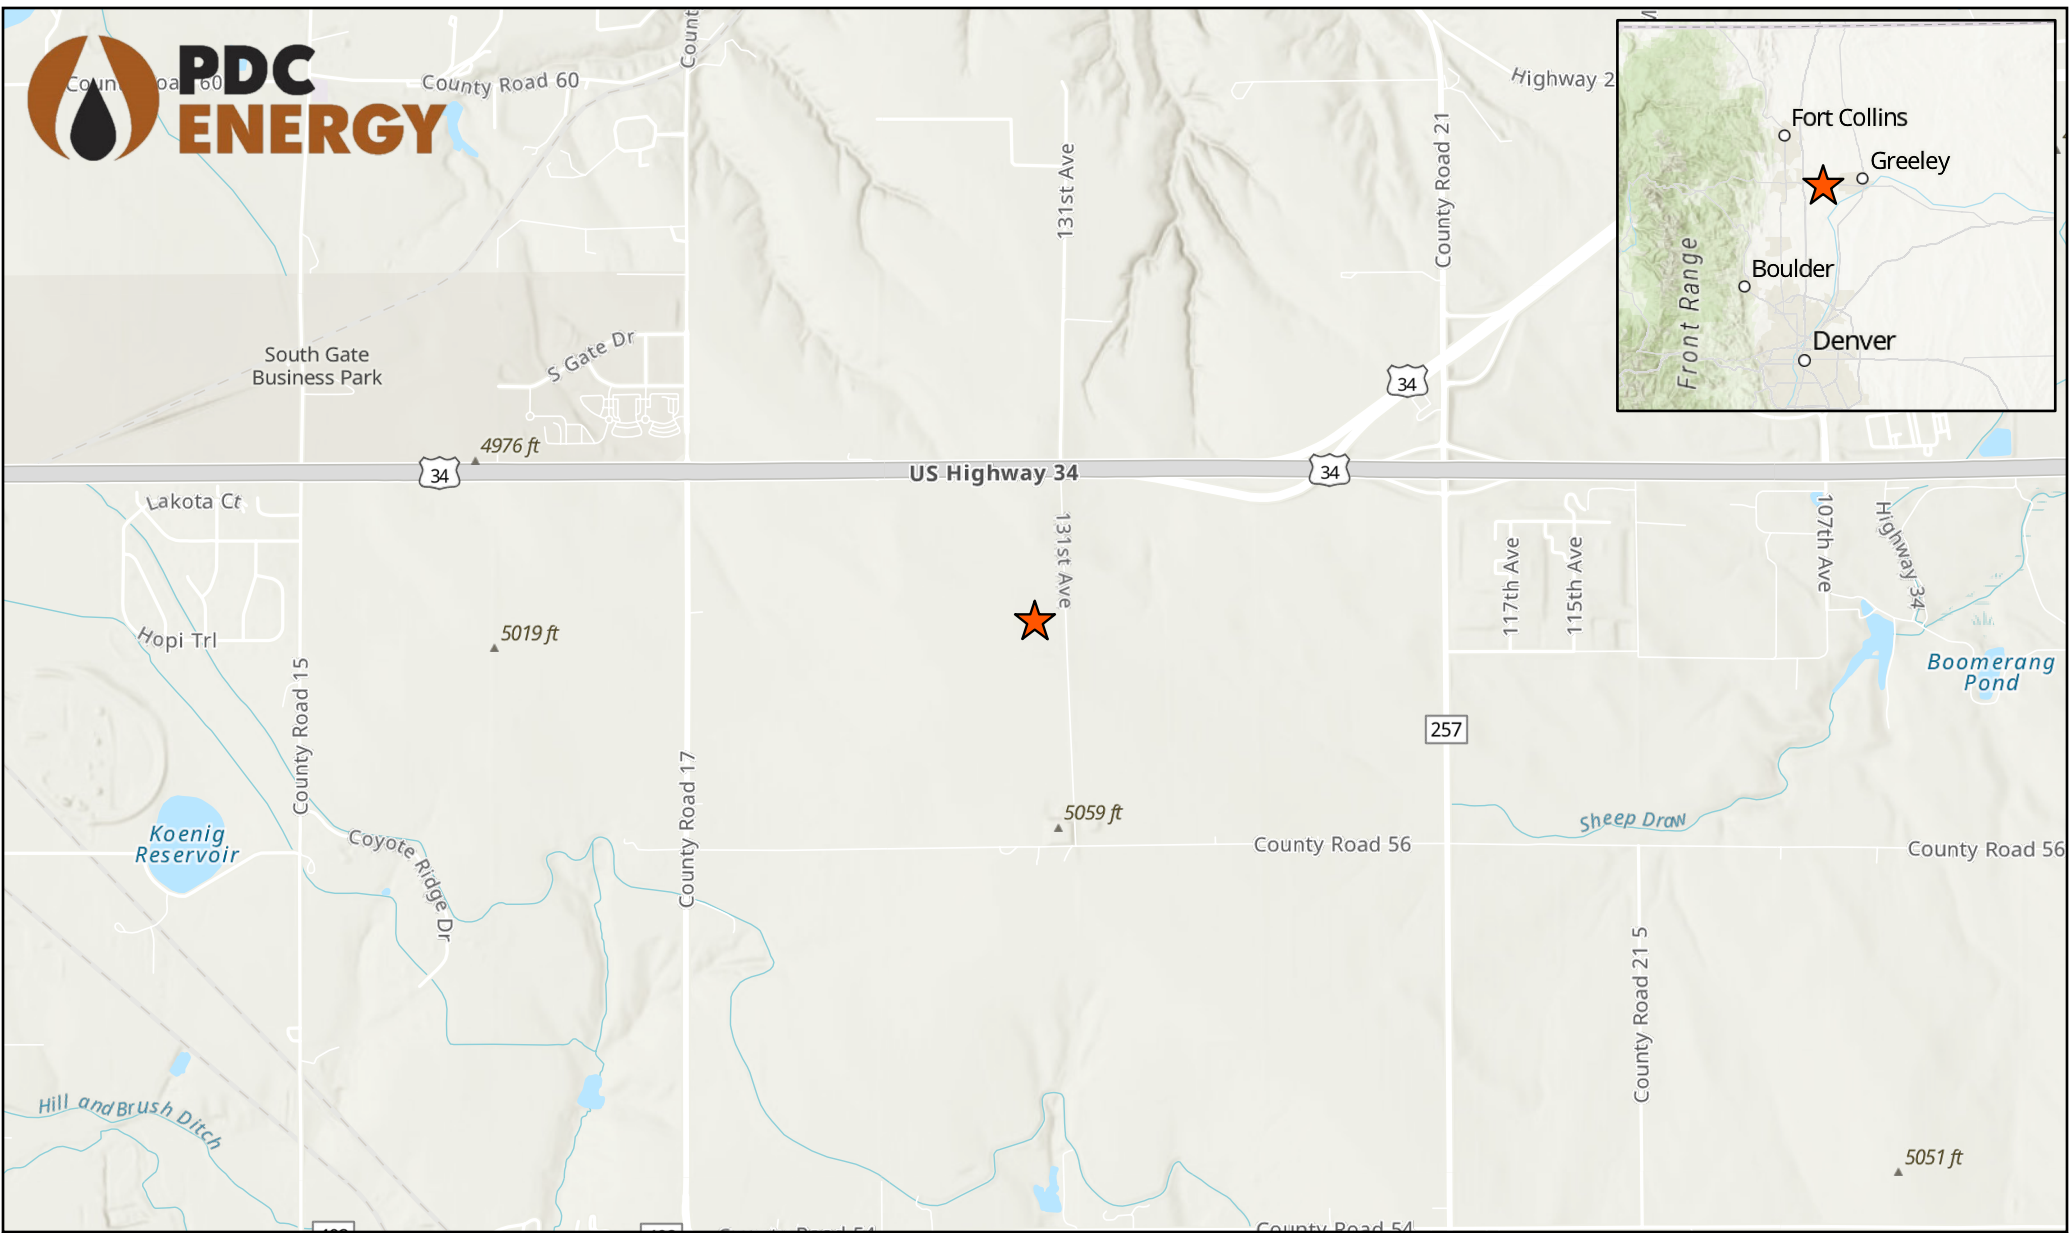 PDC
ENERGY
County Road 60
Count
131st Ave
County Road 21
Highway 2
Fort Collins
Greeley
Boulder
Front Range
Denver
South Gate
Business Park
S Gate Dr
34
4976 ft
34
US Highway 34
34
Lakota Ct
131st Ave
117th Ave
115th Ave
107th Ave
Highway 34
Hopi Trl
5019 ft
County Road 15
Boomerang
Pond
257
County Road 17
5059 ft
Sheep Draw
Koenig
Reservoir
Coyote Ridge Dr
County Road 56
County Road 56
County Road 21 5
Hill and Brush Ditch
5051 ft
County Road 54